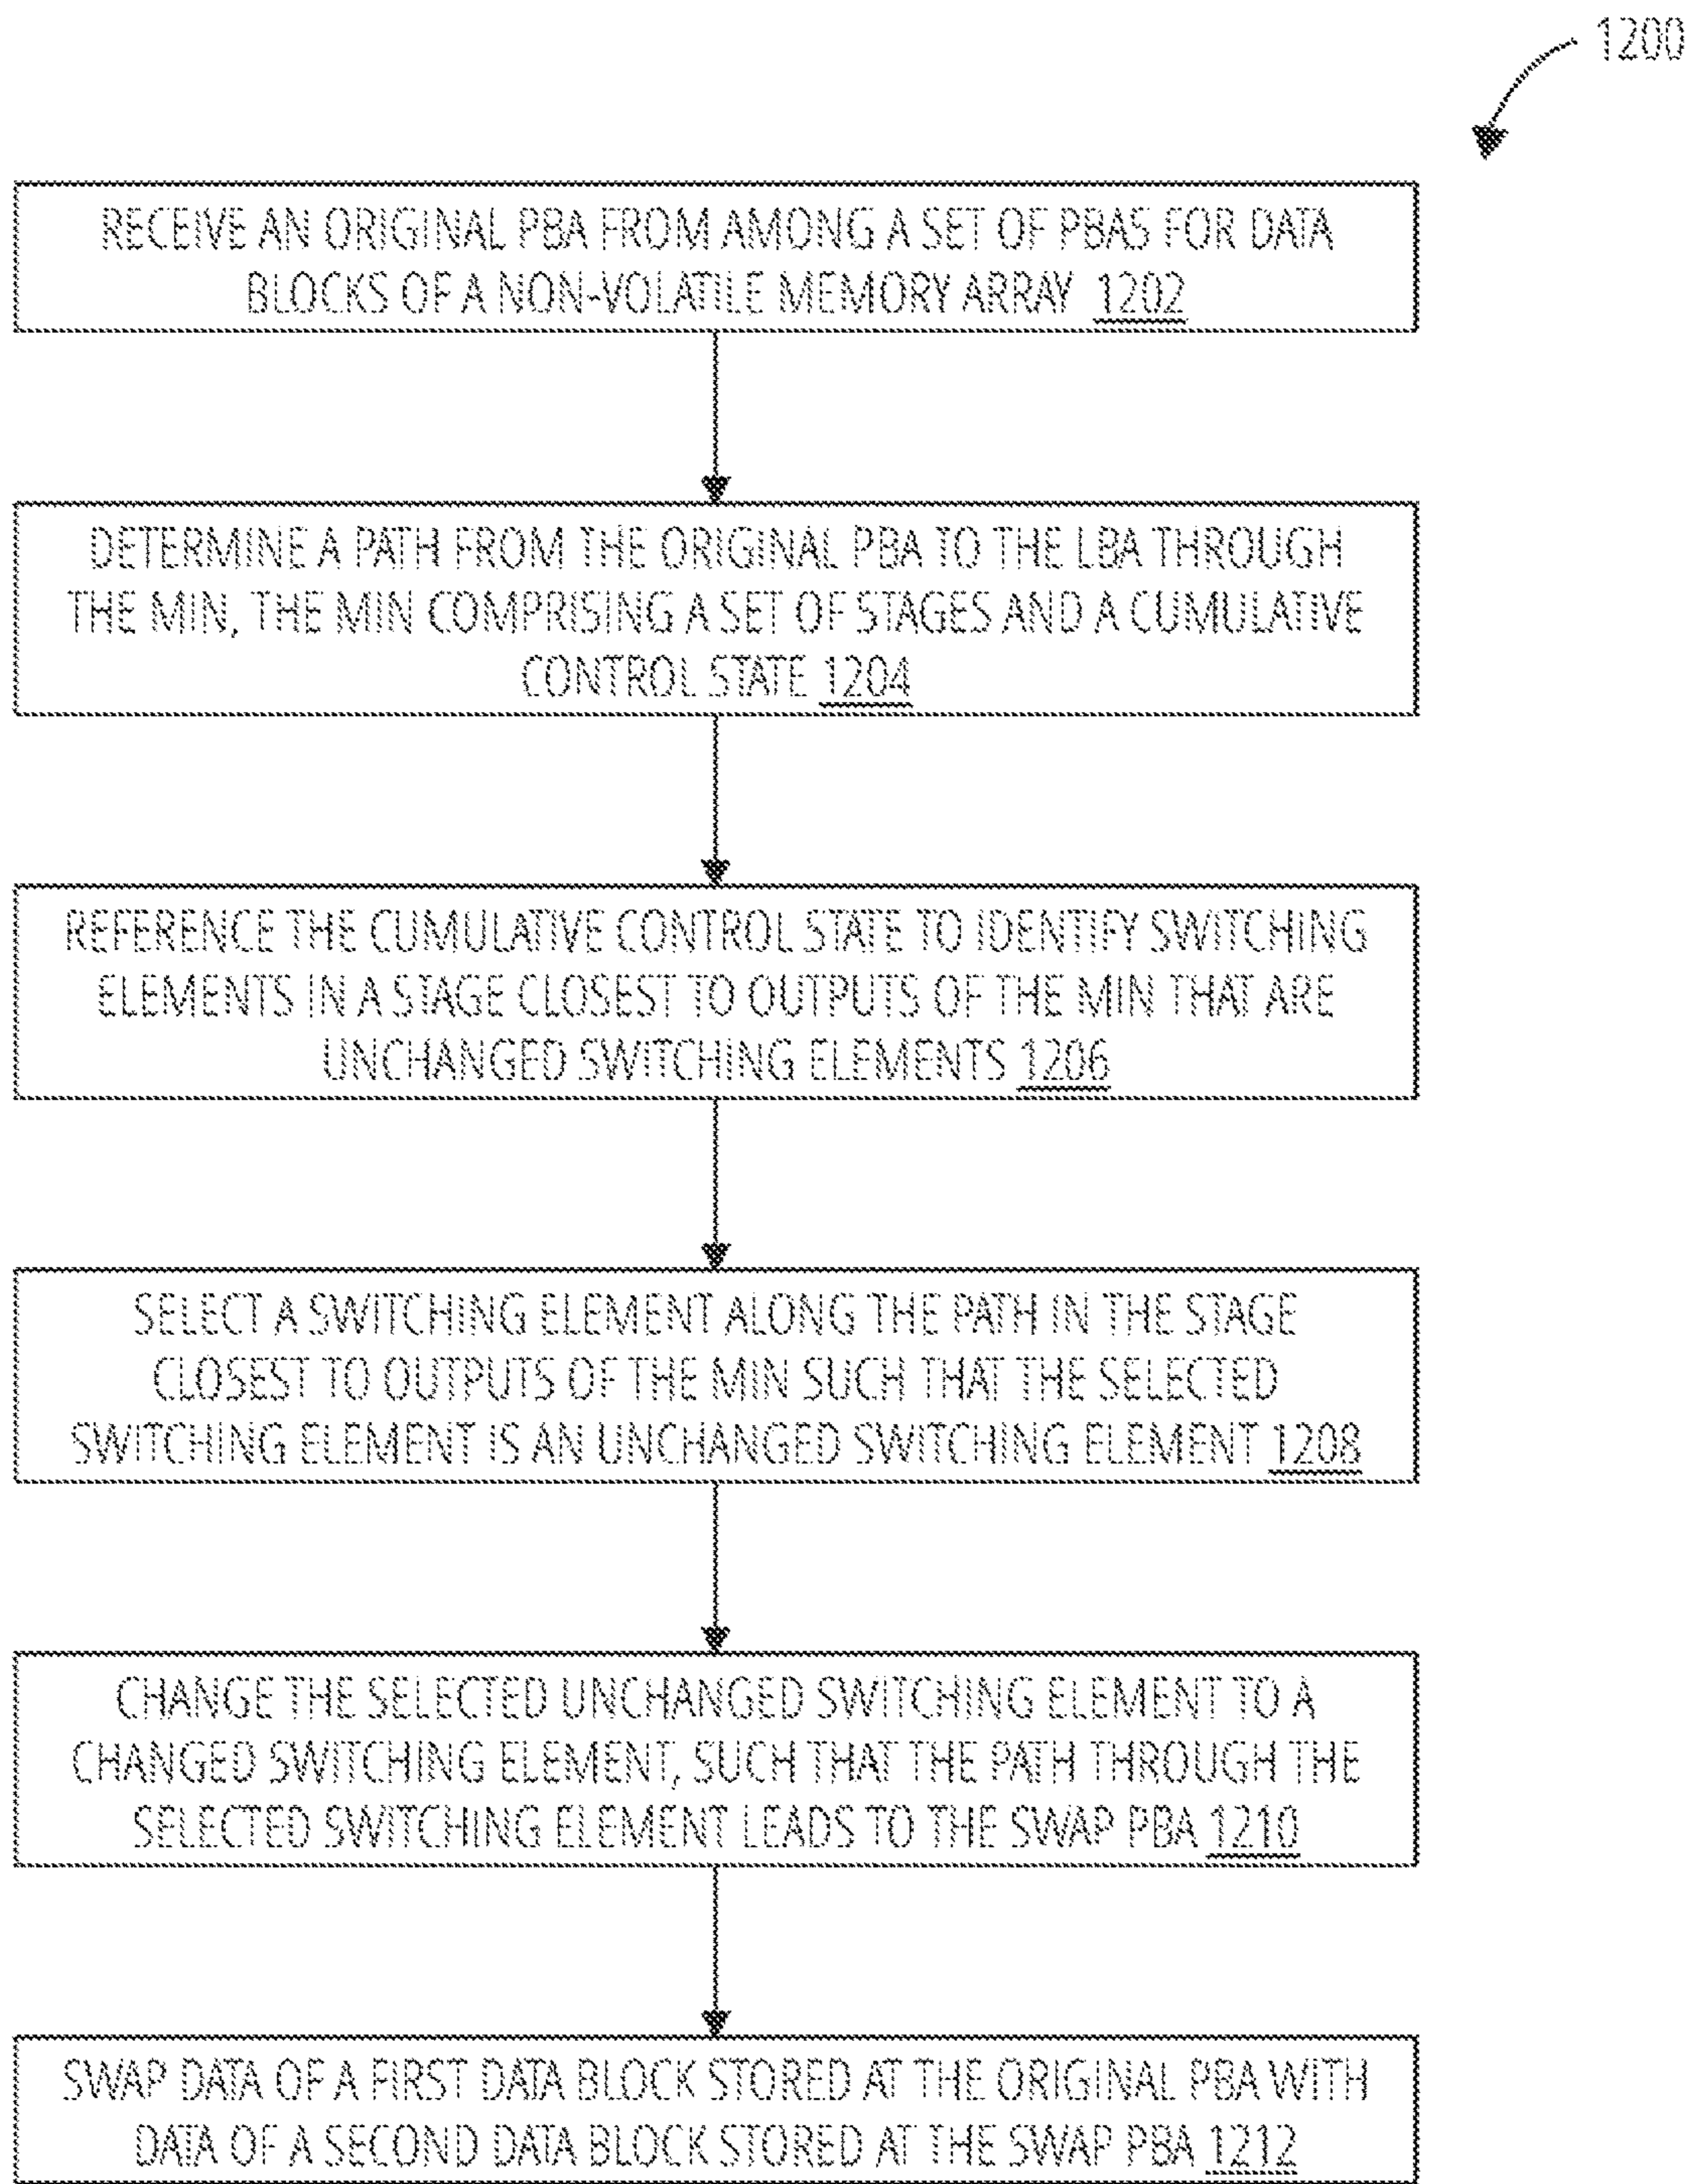 1200
RECEIVE AN ORIGINAL PBA FROM AMONG A SET OF PBAS FOR DATA
BLOCKS OF A NON-VOLATILE MEMORY ARRAY 1202
DETERMINE A PATH FROM THE ORIGINAL PBA TO THE LBA THROUGH
THE MIN, THE MIN COMPRISING A SET OF STAGES AND A CUMULATIVE
CONTROL STATE 1204
REFERENCE THE CUMULATIVE CONTROL STATE TO IDENTIFY SWITCHING
ELEMENTS IN A STAGE CLOSEST TO OUTPUTS OF THE MIN THAT ARE
UNCHANGED SWITCHING ELEMENTS 1206
SELECT A SWITCHING ELEMENT ALONG THE PATH IN THE STAGE
CLOSEST TO OUTPUTS OF THE MIN SUCH THAT THE SELECTED
SWITCHING ELEMENT IS AN UNCHANGED SWITCHING ELEMENT 1208
CHANGE THE SELECTED UNCHANGED SWITCHING ELEMENT TO A
CHANGED SWITCHING ELEMENT, SUCH THAT THE PATH THROUGH THE
SELECTED SWITCHING ELEMENT LEADS TO THE SWAP PBA 1210
SWAP DATA OF A FIRST DATA BLOCK STORED AT THE ORIGINAL PBA WITH
DATA OF A SECOND DATA BLOCK STORED AT THE SWAP PBA 1212